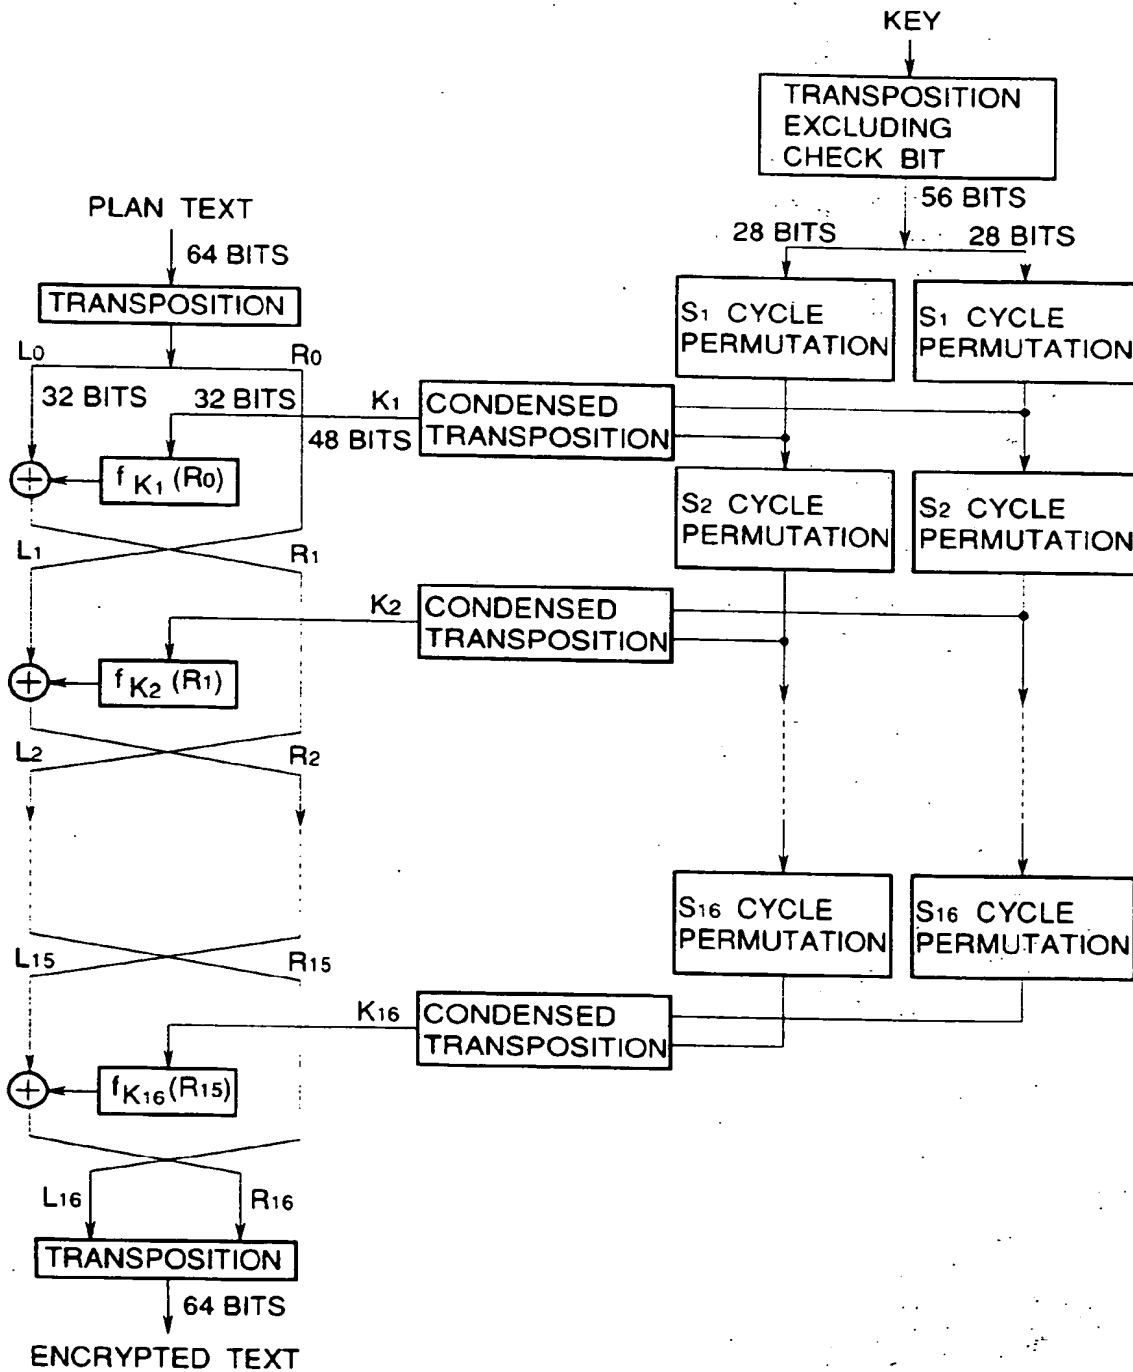 KEY
TRANSPOSITION
EXCLUDING
CHECK BIT
56 BITS
28 BITS
28 BITS
PLAN TEXT
64 BITS
TRANSPOSITION
S1 CYCLE
PERMUTATION
S1 CYCLE
PERMUTATION
L0
R0
32 BITS
32 BITS
K1
48 BITS
CONDENSED
TRANSPOSITION
fK1(R0)
S2 CYCLE
PERMUTATION
S2 CYCLE
PERMUTATION
L1
R1
K2
CONDENSED
TRANSPOSITION
fK2(R1)
L2
R2
S16 CYCLE
PERMUTATION
S16 CYCLE
PERMUTATION
L15
R15
K16
CONDENSED
TRANSPOSITION
fK16(R15)
L16
R16
TRANSPOSITION
64 BITS
ENCRYPTED TEXT